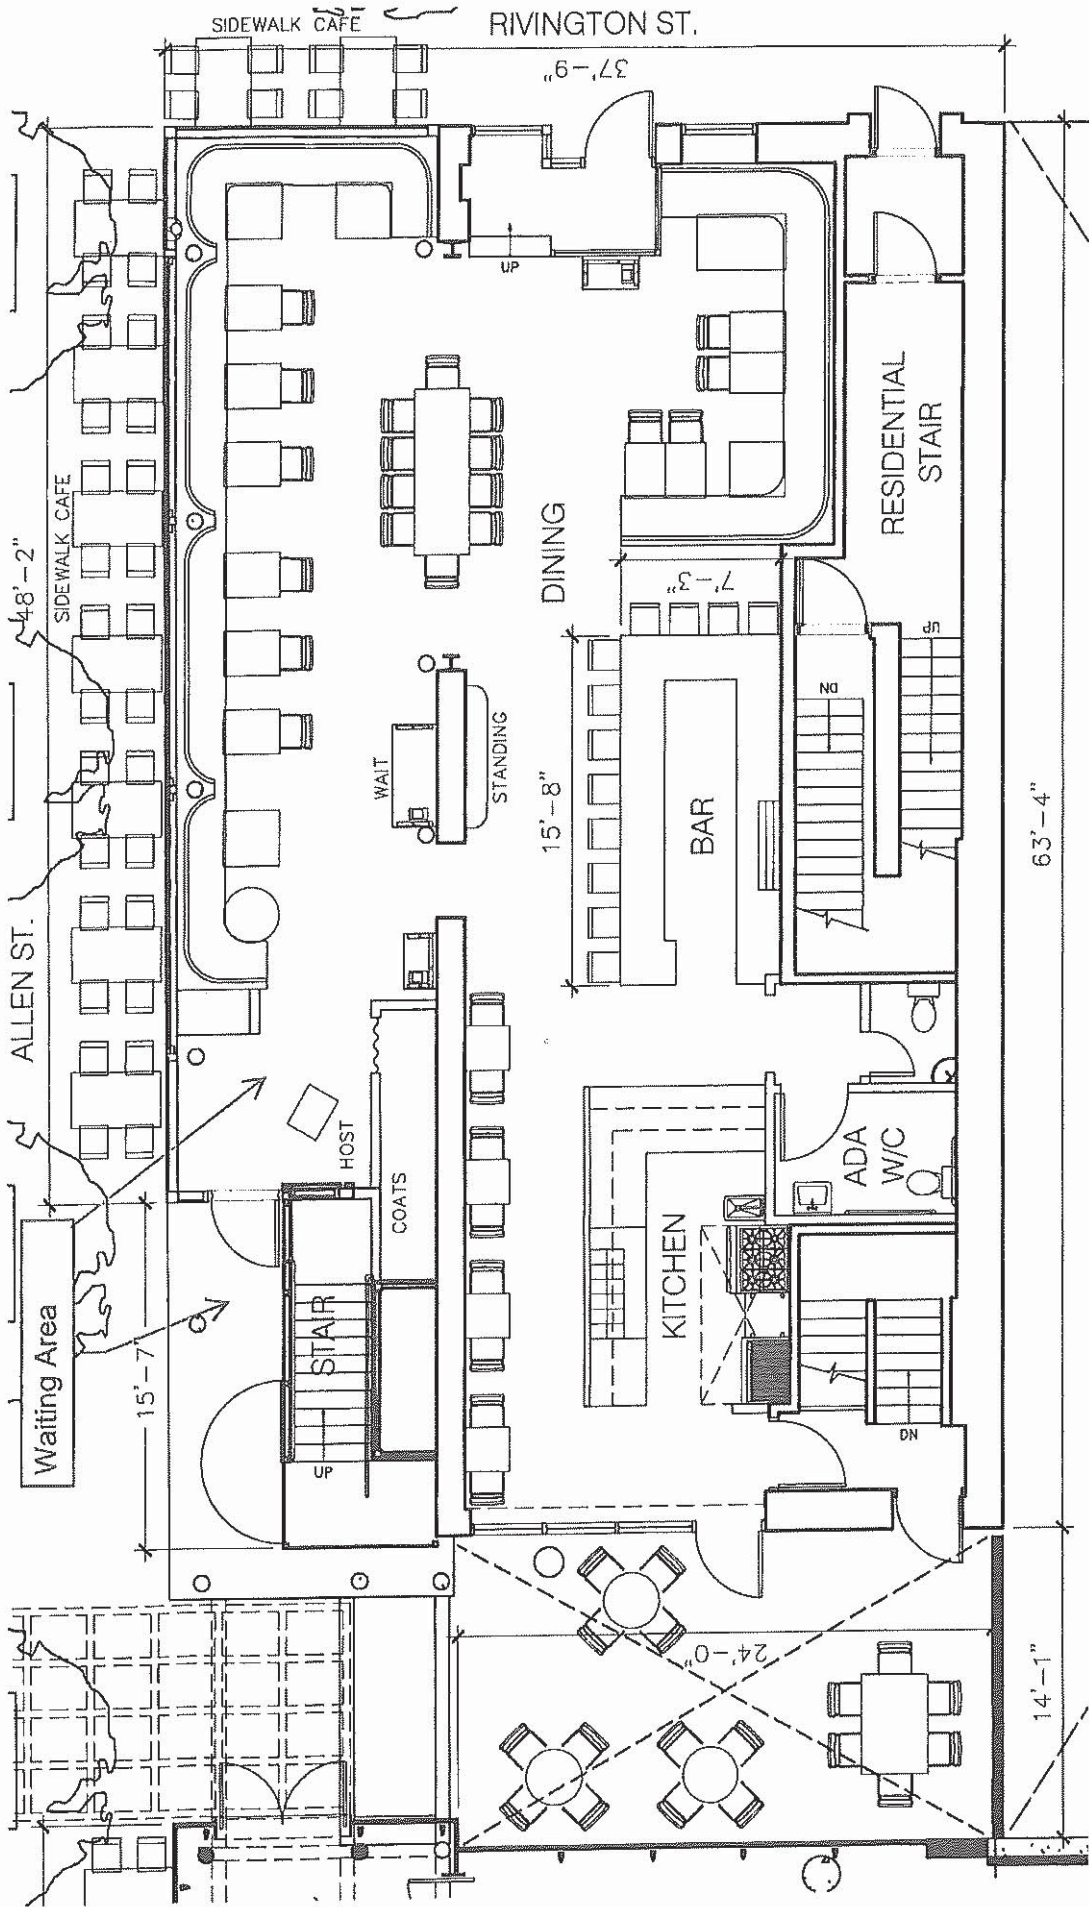 SIDEWALK CAFE
RIVINGTON ST.
37'-9"
UP
48'-2"
SIDEWALK CAFE
DINING
RESIDENTIAL
STAIR
7'-3"
UP
DN
WAIT
STANDING
15'-8"
BAR
63'-4"
ALLEN ST.
HOST
COATS
ADA
W/C
Waiting Area
15'-7"
STAIR
UP
KITCHEN
DN
24'-0"
14'-1"